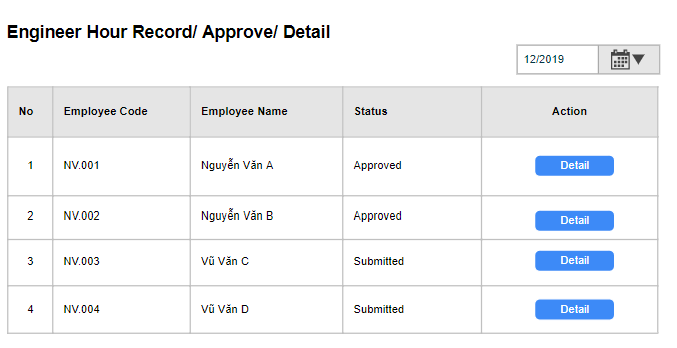 Engineer Hour Record/ Approve/ Detail
12/2019
No Employee Code Employee Name Status Action
1 NV.001 Nguyễn Văn A Approved Detail
2 NV.002 Nguyễn Văn B Approved Detail
3 NV.003 Vũ Văn C Submitted Detail
4 NV.004 Vũ Văn D Submitted Detail